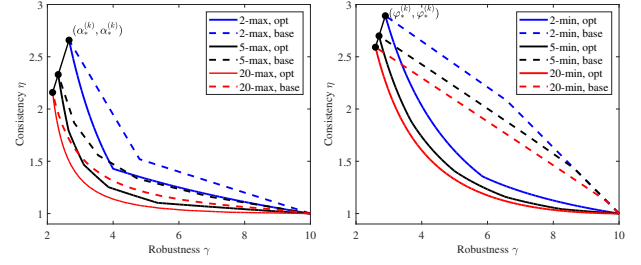 3
2.5
2
1.5
1
2
4
6
8
10
Consistency η
Robustness γ
(α*^(k), α*^(k))
2-max, opt
2-max, base
5-max, opt
5-max, base
20-max, opt
20-max, base
3
2.5
2
1.5
1
2
4
6
8
10
Consistency η
Robustness γ
(φ*^(k), φ*^(k))
2-min, opt
2-min, base
5-min, opt
5-min, base
20-min, opt
20-min, base